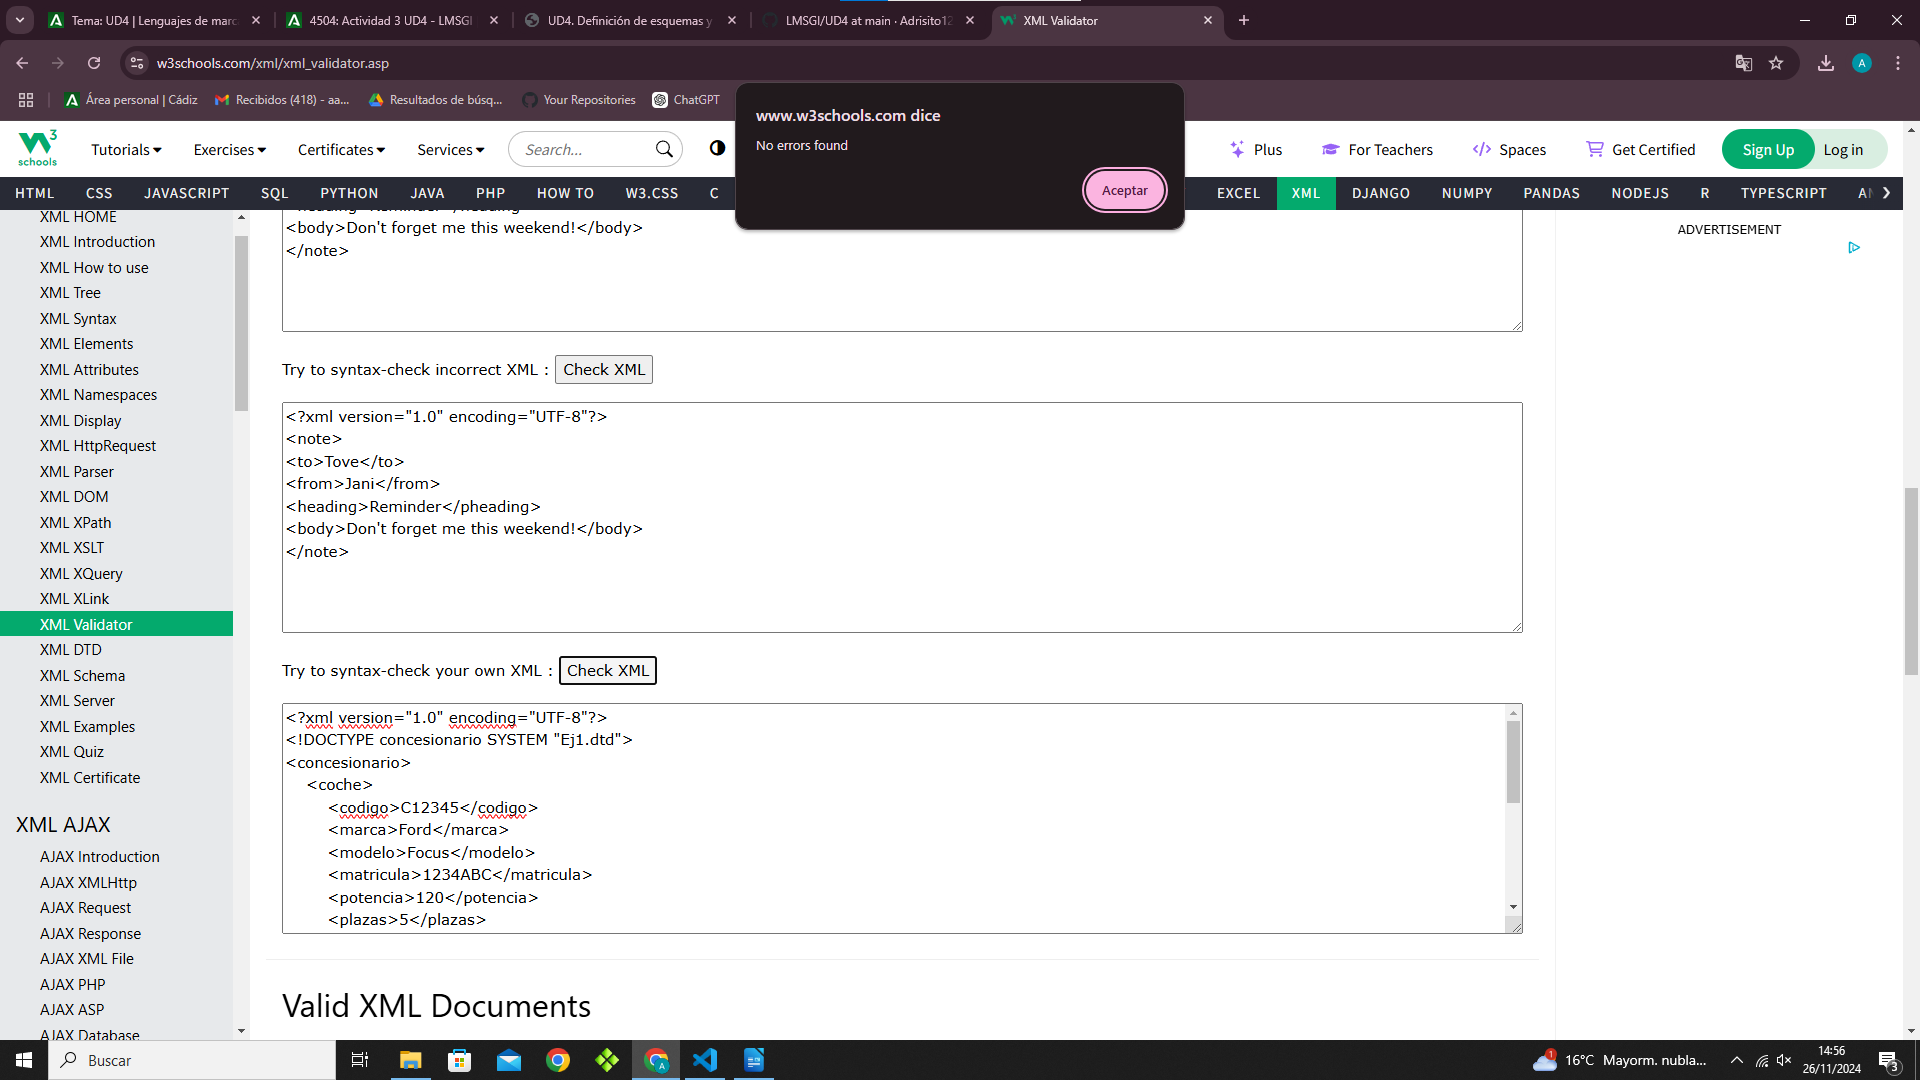 Tema: UD4 | Lenguajes de marc
4504: Actividad 3 UD4 - LMSGI
UD4. Definición de esquemas y
LMSGI/UD4 at main · Adrisito12
XML Validator
w3schools.com/xml/xml_validator.asp
A
Área personal | Cádiz
Recibidos (418) - aa...
Resultados de búsq...
Your Repositories
ChatGPT
www.w3schools.com dice
No errors found
Aceptar
W3 schools
Tutorials
Exercises
Certificates
Services
Search...
Plus
For Teachers
Spaces
Get Certified
Sign Up
Log in
HTML CSS JAVASCRIPT SQL PYTHON JAVA PHP HOW TO W3.CSS C EXCEL XML DJANGO NUMPY PANDAS NODEJS R TYPESCRIPT
XML HOME
XML Introduction
XML How to use
XML Tree
XML Syntax
XML Elements
XML Attributes
XML Namespaces
XML Display
XML HttpRequest
XML Parser
XML DOM
XML XPath
XML XSLT
XML XQuery
XML XLink
XML Validator
XML DTD
XML Schema
XML Server
XML Examples
XML Quiz
XML Certificate
XML AJAX
AJAX Introduction
AJAX XMLHttp
AJAX Request
AJAX Response
AJAX XML File
AJAX PHP
AJAX ASP
AJAX Database
<heading>Reminder</heading>
<body>Don't forget me this weekend!</body>
</note>
Try to syntax-check incorrect XML : Check XML
<?xml version="1.0" encoding="UTF-8"?>
<note>
<to>Tove</to>
<from>Jani</from>
<heading>Reminder</pheading>
<body>Don't forget me this weekend!</body>
</note>
Try to syntax-check your own XML : Check XML
<?xml version="1.0" encoding="UTF-8"?>
<!DOCTYPE concesionario SYSTEM "Ej1.dtd">
<concesionario>
<coche>
<codigo>C12345</codigo>
<marca>Ford</marca>
<modelo>Focus</modelo>
<matricula>1234ABC</matricula>
<potencia>120</potencia>
<plazas>5</plazas>
Valid XML Documents
ADVERTISEMENT
Buscar
1
16°C Mayorm. nubla...
14:56
26/11/2024
3